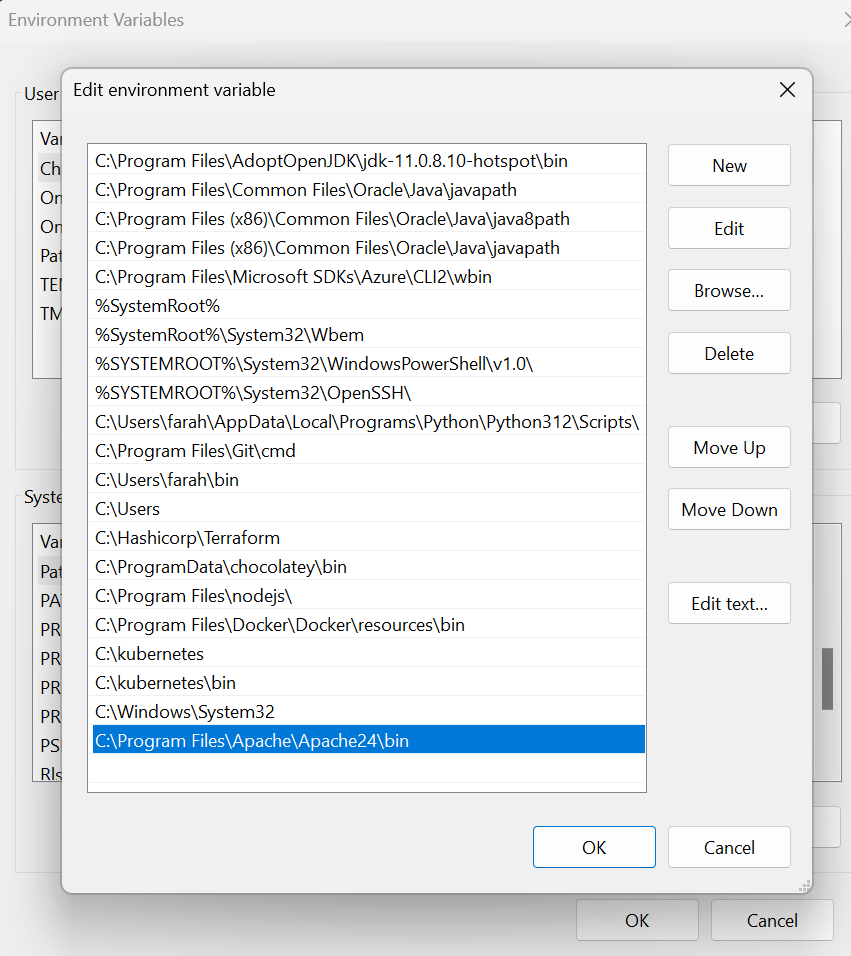 Environment Variables
Edit environment variable
User
Var
Ch
On
On
Pat
TEM
TM
C:\Program Files\AdoptOpenJDK\jdk-11.0.8.10-hotspot\bin
C:\Program Files\Common Files\Oracle\Java\javapath
C:\Program Files (x86)\Common Files\Oracle\Java\java8path
C:\Program Files (x86)\Common Files\Oracle\Java\javapath
C:\Program Files\Microsoft SDKs\Azure\CLI2\wbin
%SystemRoot%
%SystemRoot%\System32\Wbem
%SYSTEMROOT%\System32\WindowsPowerShell\v1.0\
%SYSTEMROOT%\System32\OpenSSH\
C:\Users\farah\AppData\Local\Programs\Python\Python312\Scripts\
C:\Program Files\Git\cmd
C:\Users\farah\bin
C:\Users
C:\Hashicorp\Terraform
C:\ProgramData\chocolatey\bin
C:\Program Files\nodejs\
C:\Program Files\Docker\Docker\resources\bin
C:\kubernetes
C:\kubernetes\bin
C:\Windows\System32
C:\Program Files\Apache\Apache24\bin
New
Edit
Browse...
Delete
Move Up
Move Down
Edit text...
Syste
Var
Pat
PA
PR
PR
PR
PR
PS
Rls
OK
Cancel
OK
Cancel